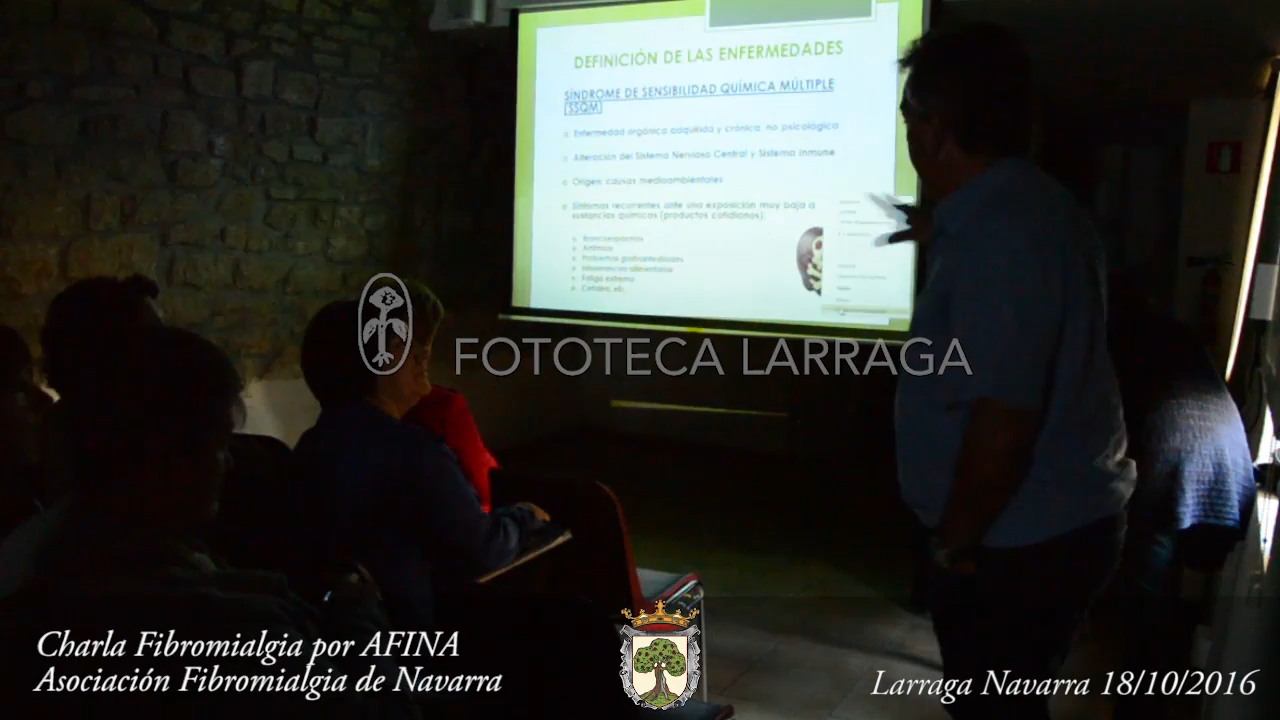 DEFINICIÓN DE LAS ENFERMEDADES
SÍNDROME DE SENSIBILIDAD QUÍMICA MÚLTIPLE
(SSQM)
Enfermedad orgánica adquirida y crónica, no psicológica
Alteración del Sistema Nervioso Central y Sistema Inmune
Origen: causas medioambientales
Síntomas recurrentes ante una exposición muy baja a
sustancias químicas (productos cotidianos):
Broncoespasmos
Problemas gastrointestinales
Fatiga extrema
Cefalea, etc.
FOTOTECA LARRAGA
Charla Fibromialgia por AFINA
Asociación Fibromialgia de Navarra
Larraga Navarra 18/10/2016